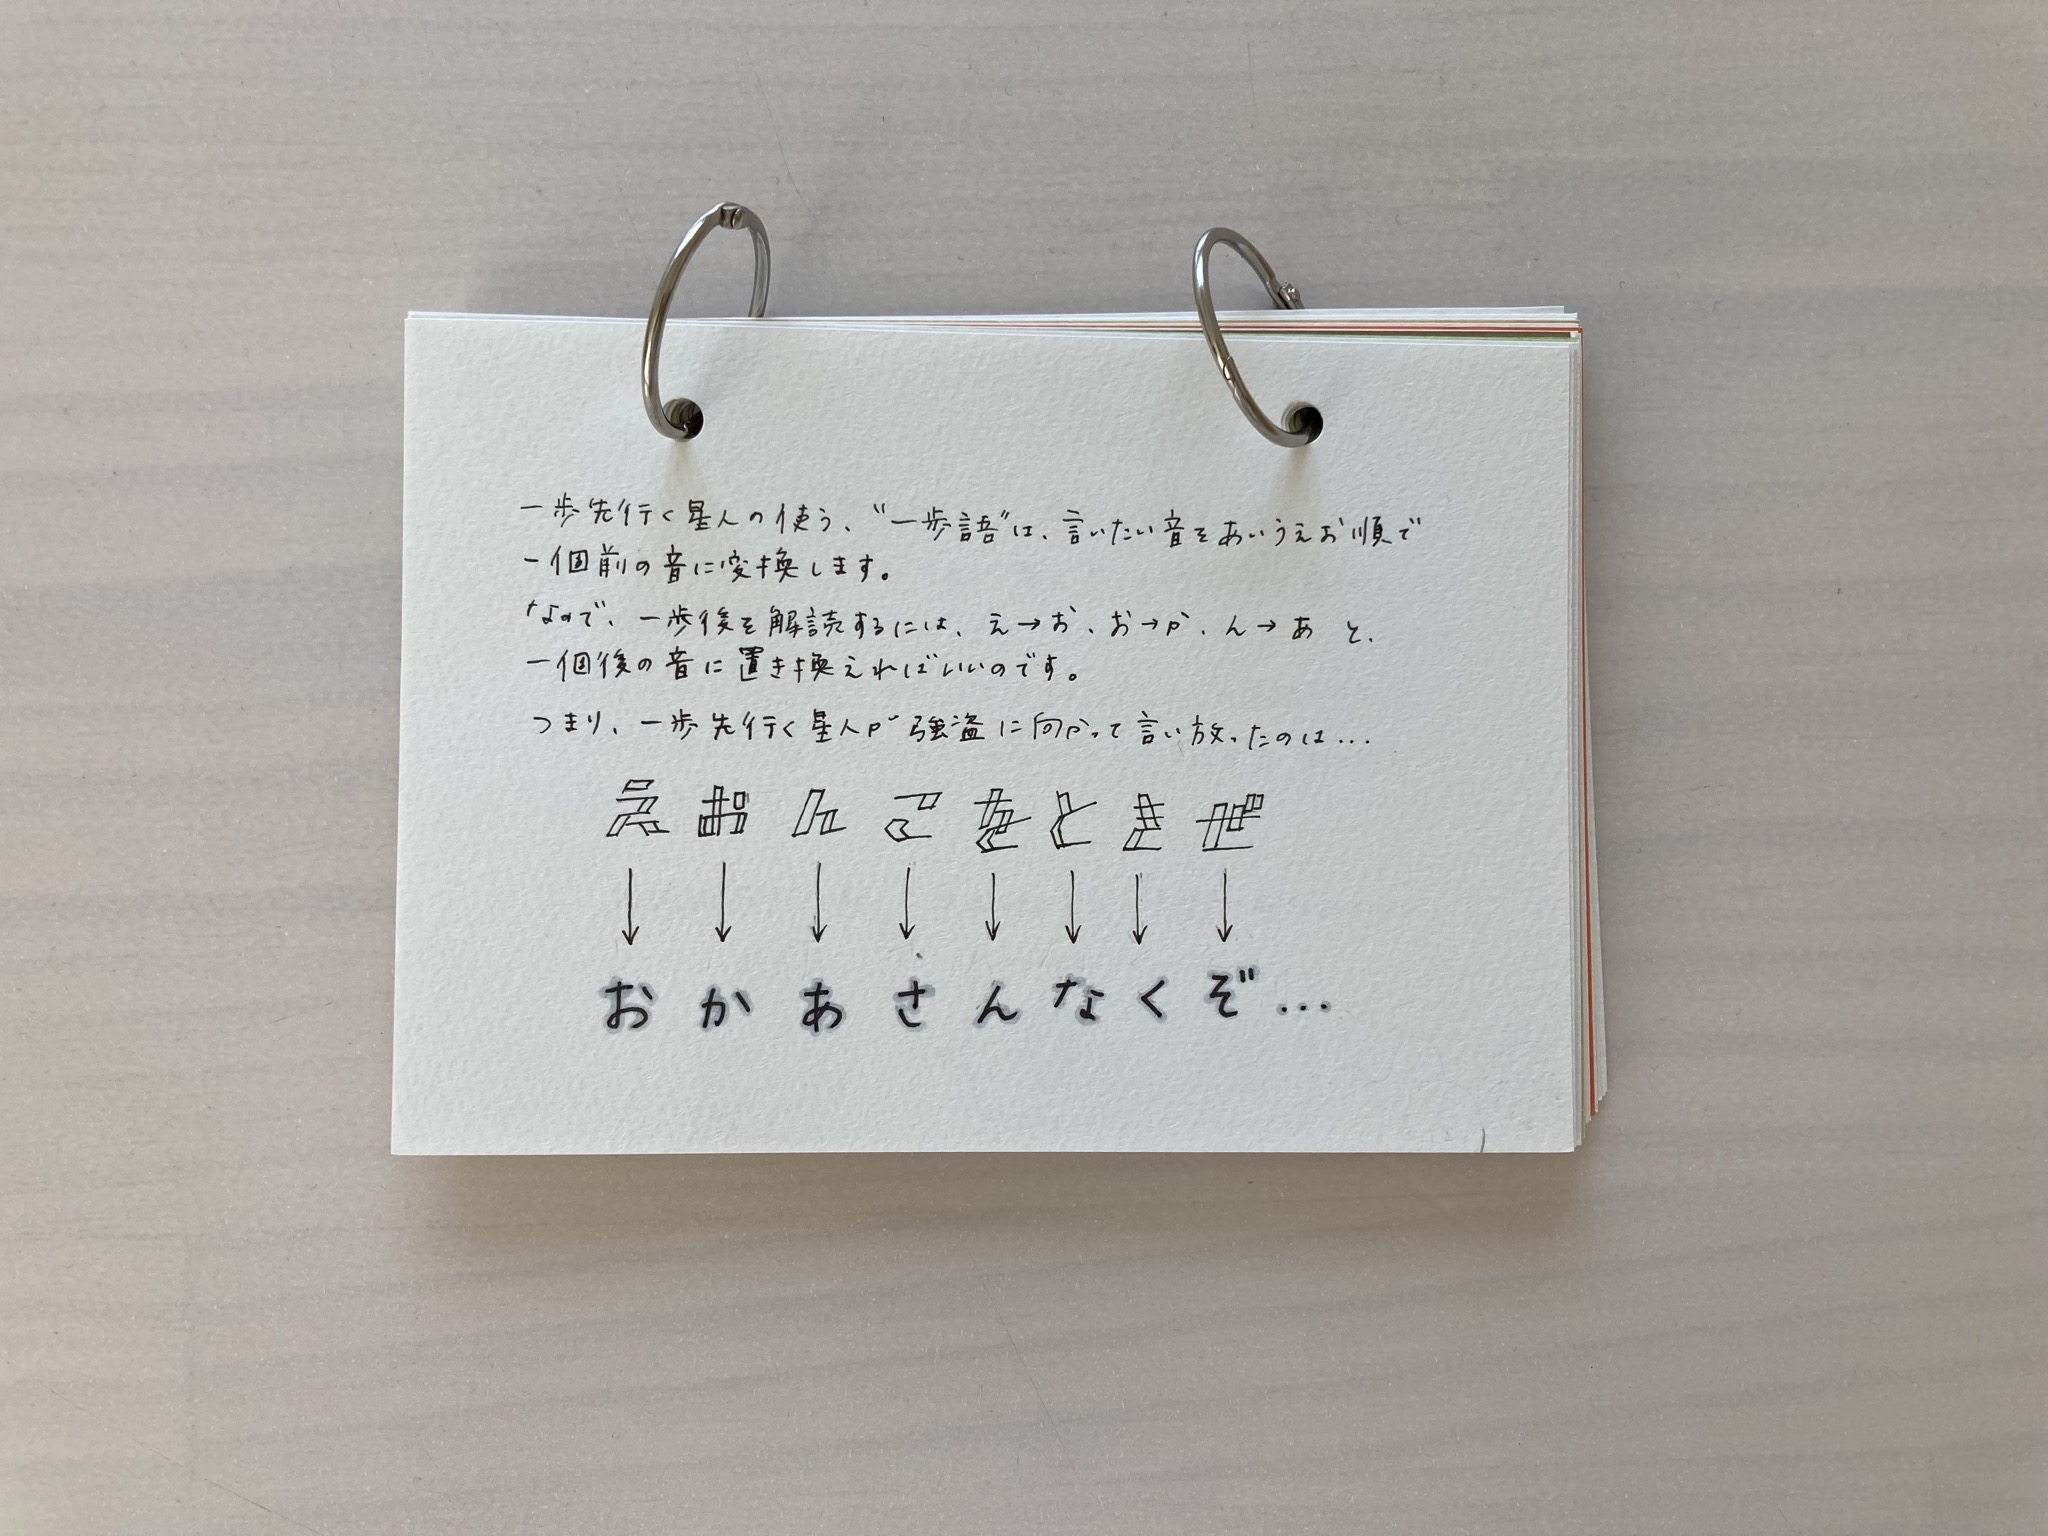 一歩先行く星人の使う、"一歩語"は、言いたい音をあいうえお順で
一個前の音に変換します。
なので、一歩後を解読するには、え→お、お→か、ん→あ と、
一個後の音に置き換えればいいのです。
つまり、一歩先行く星人が強盗に向かって言い放ったのは…
えおんこをときぜ
↓↓↓↓↓↓↓↓
おかあさんなくぞ…